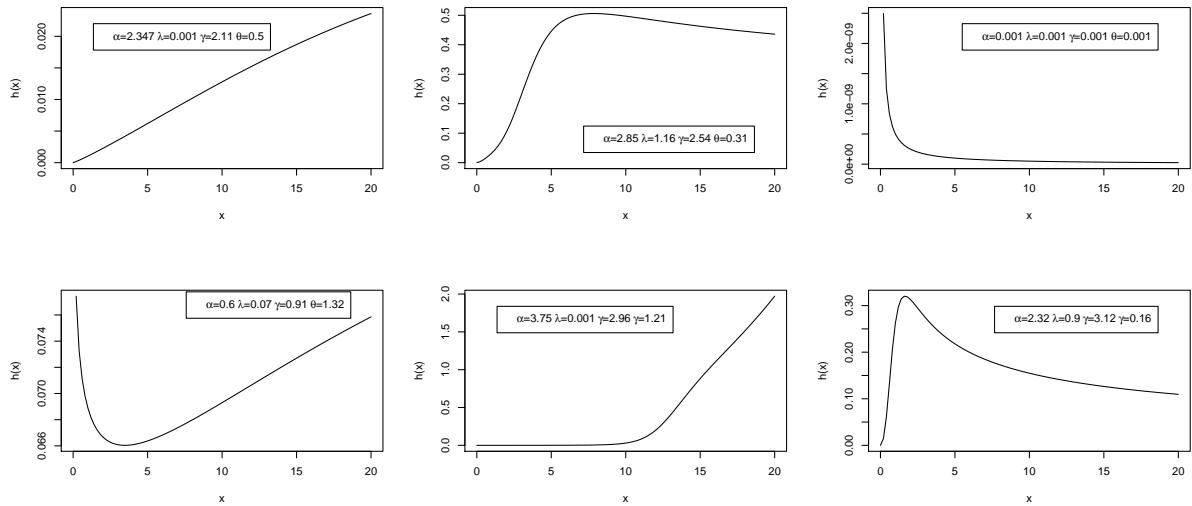 α=2.347 λ=0.001 γ=2.11 θ=0.5
h(x)
0.000 0.010 0.020
0 5 10 15 20
x
α=2.85 λ=1.16 γ=2.54 θ=0.31
h(x)
0.0 0.1 0.2 0.3 0.4 0.5
0 5 10 15 20
x
α=0.001 λ=0.001 γ=0.001 θ=0.001
h(x)
0.0e+00 1.0e−09 2.0e−09
0 5 10 15 20
x
α=0.6 λ=0.07 γ=0.91 θ=1.32
h(x)
0.066 0.070 0.074
0 5 10 15 20
x
α=3.75 λ=0.001 γ=2.96 γ=1.21
h(x)
0.0 0.5 1.0 1.5 2.0
0 5 10 15 20
x
α=2.32 λ=0.9 γ=3.12 γ=0.16
h(x)
0.00 0.10 0.20 0.30
0 5 10 15 20
x